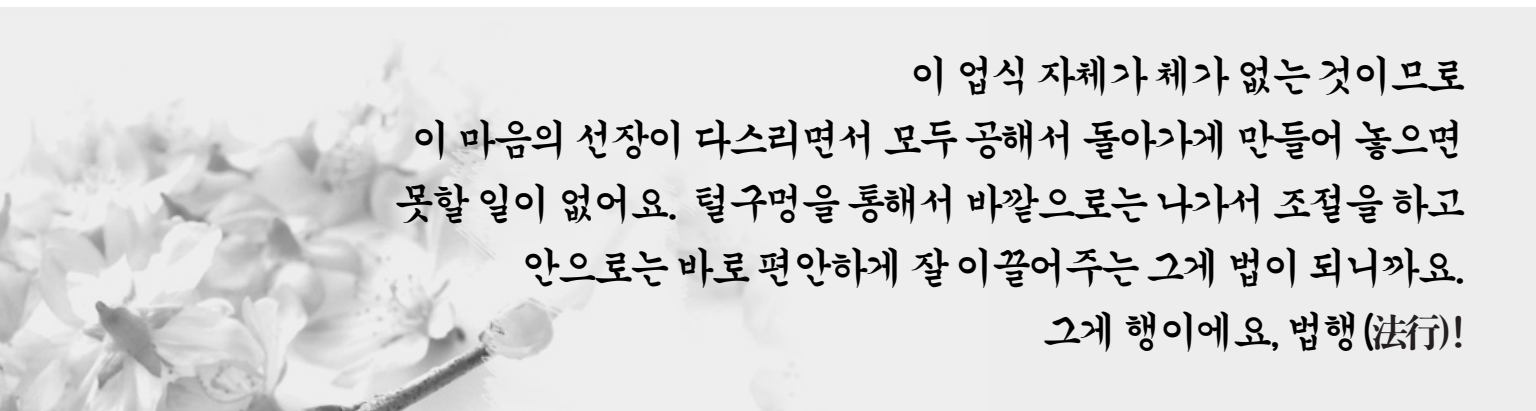 이 업식 자체가 체가 없는 것이므로
이 마음의 선장이 다스리면서 모두 공해서 돌아가게 만들어 놓으면
못할 일이 없어요. 털구멍을 통해서 바깥으로는 나가서 조절을 하고
안으로는 바로 편안하게 잘 이끌어주는 그게 법이 되니까요.
그게 행이에요, 법행(法行)!